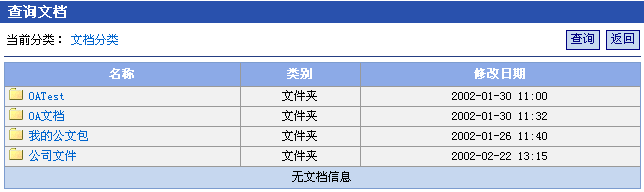 查询文档
当前分类： 文档分类 查询 返回
名称 类别 修改日期
OATest 文件夹 2002-01-30 11:00
OA文档 文件夹 2002-01-30 11:32
我的公文包 文件夹 2002-01-26 11:40
公司文件 文件夹 2002-02-22 13:15
无文档信息